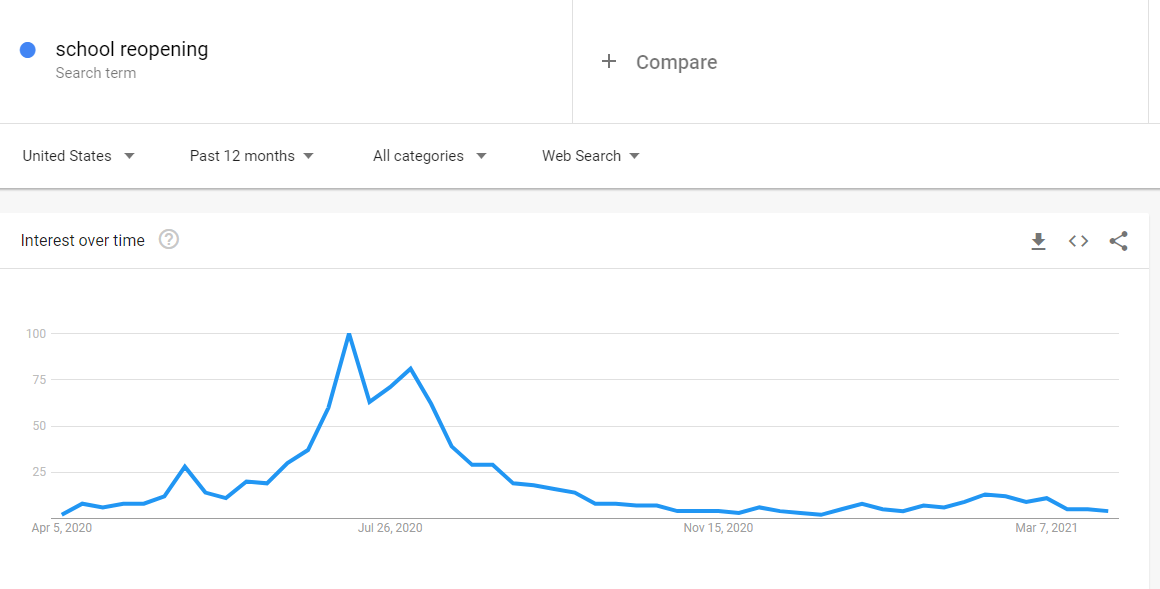 school reopening
Search term
+ Compare
United States
Past 12 months
All categories
Web Search
Interest over time ?
100
75
50
25
Apr 5, 2020
Jul 26, 2020
Nov 15, 2020
Mar 7, 2021